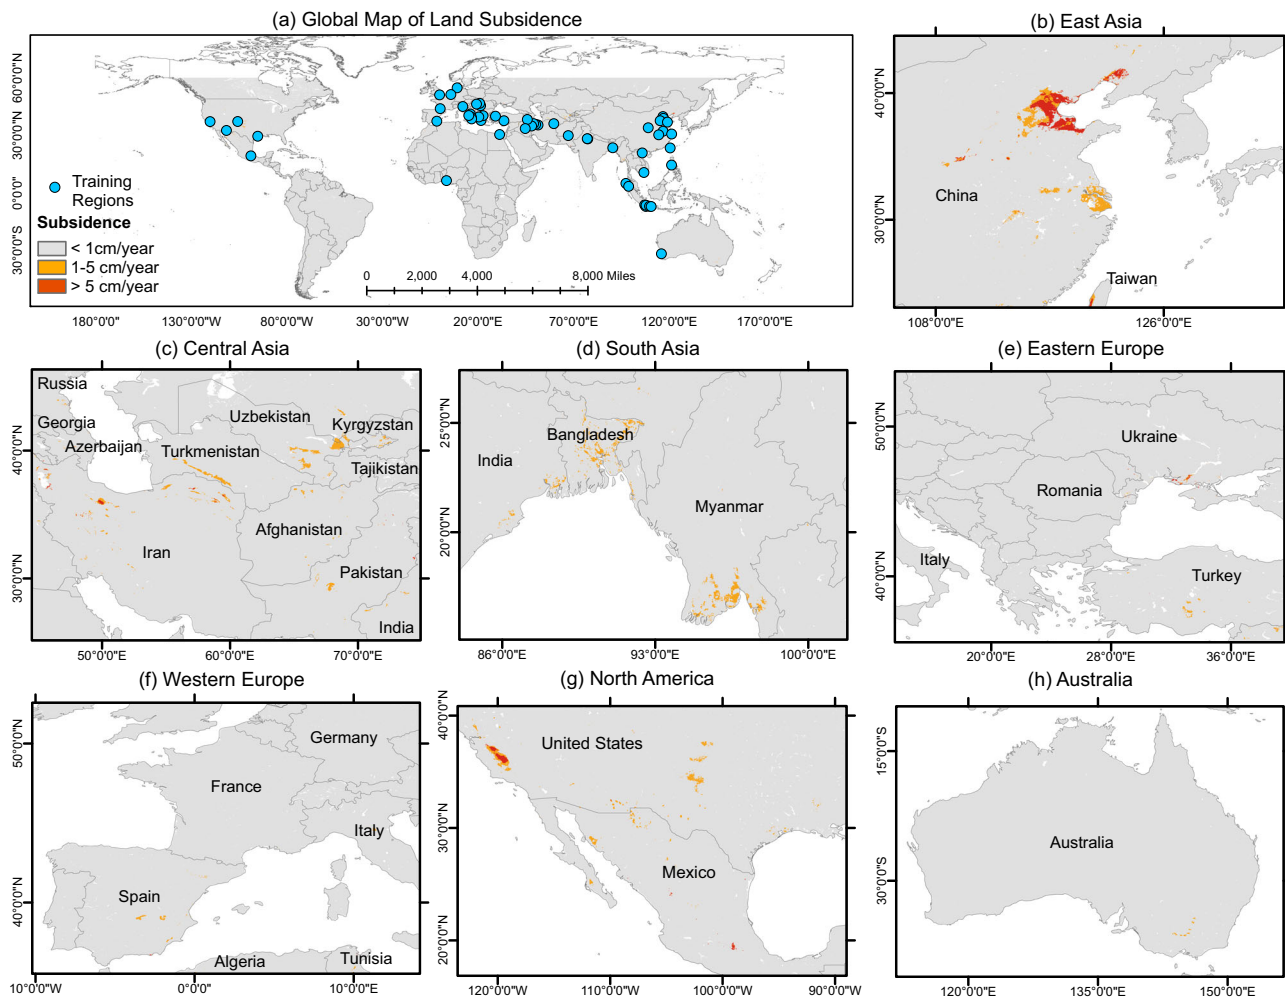 (a) Global Map of Land Subsidence
60°0'0"N
30°0'0"N
0°0'0"
30°0'0"S
Training
Regions
Subsidence
< 1cm/year
1-5 cm/year
> 5 cm/year
0 2,000 4,000 8,000 Miles
180°0'0" 130°0'0"W 80°0'0"W 30°0'0"W 20°0'0"E 70°0'0"E 120°0'0"E 170°0'0"E
(b) East Asia
40°0'0"N
30°0'0"N
China
Taiwan
108°0'0"E 126°0'0"E
(c) Central Asia
40°0'0"N
30°0'0"N
Russia
Georgia
Azerbaijan
Uzbekistan
Kyrgyzstan
Turkmenistan
Tajikistan
Afghanistan
Iran
Pakistan
India
50°0'0"E 60°0'0"E 70°0'0"E
(d) South Asia
25°0'0"N
20°0'0"N
Bangladesh
India
Myanmar
86°0'0"E 93°0'0"E 100°0'0"E
(e) Eastern Europe
50°0'0"N
40°0'0"N
Ukraine
Romania
Italy
Turkey
20°0'0"E 28°0'0"E 36°0'0"E
(f) Western Europe
50°0'0"N
40°0'0"N
Germany
France
Italy
Spain
Algeria
Tunisia
10°0'0"W 0°0'0" 10°0'0"E
(g) North America
40°0'0"N
30°0'0"N
20°0'0"N
United States
Mexico
120°0'0"W 110°0'0"W 100°0'0"W 90°0'0"W
(h) Australia
15°0'0"S
30°0'0"S
Australia
120°0'0"E 135°0'0"E 150°0'0"E